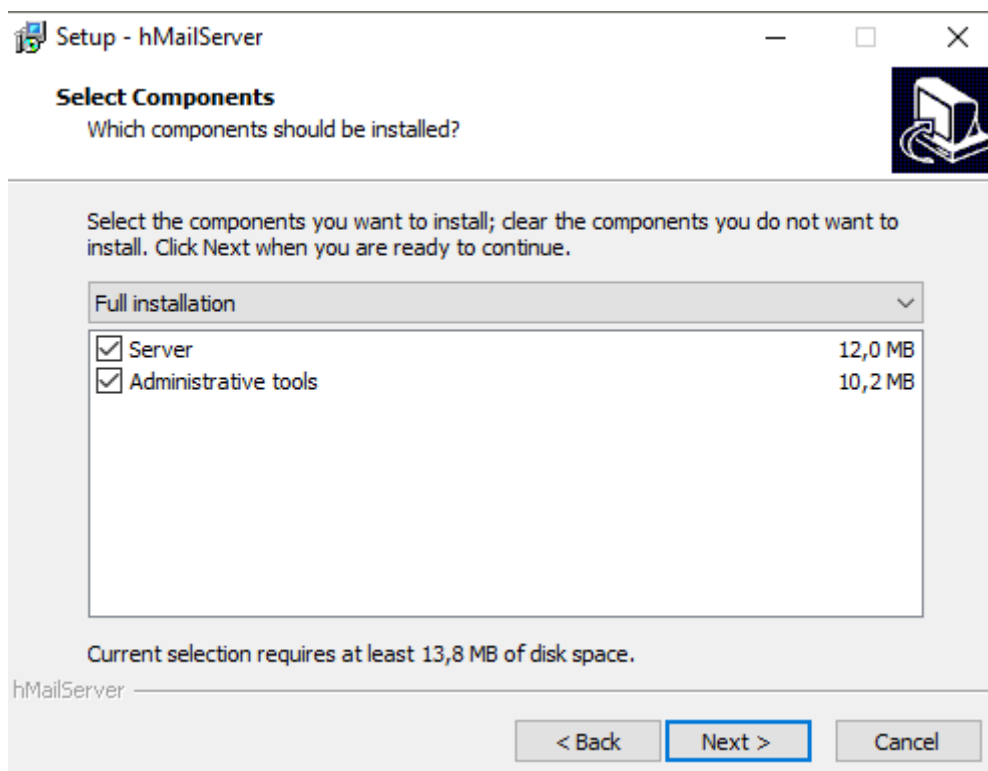 Setup - hMailServer
Select Components
Which components should be installed?
Select the components you want to install; clear the components you do not want to
install. Click Next when you are ready to continue.
Full installation
Server 12,0 MB
Administrative tools 10,2 MB
Current selection requires at least 13,8 MB of disk space.
hMailServer
< Back Next > Cancel